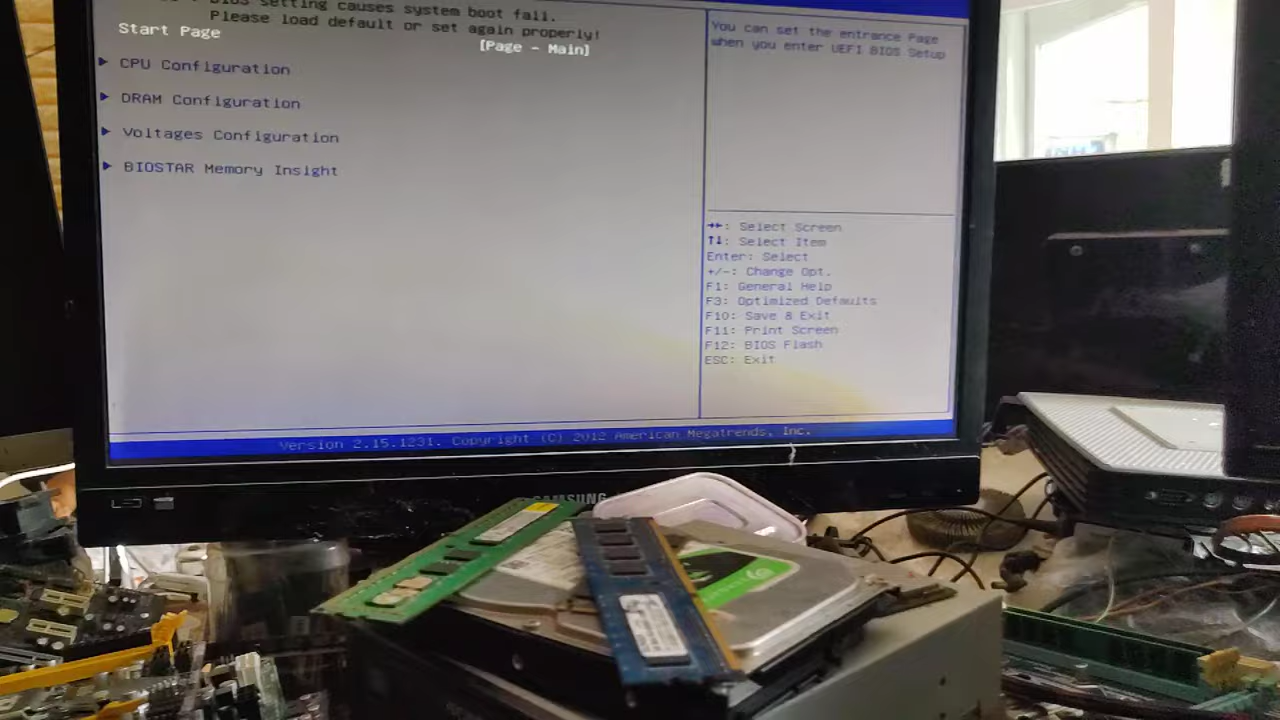 BIOS setting causes system boot fail.
Please load default or set again properly!
Start Page [Page - Main]
CPU Configuration
DRAM Configuration
Voltages Configuration
BIOSTAR Memory Insight
You can set the entrance Page
when you enter UEFI BIOS Setup
→←: Select Screen
↑↓: Select Item
Enter: Select
+/-: Change Opt.
F1: General Help
F3: Optimized Defaults
F10: Save & Exit
F11: Print Screen
F12: BIOS Flash
ESC: Exit
Version 2.15.1231. Copyright (C) 2012 American Megatrends, Inc.
SAMSUNG